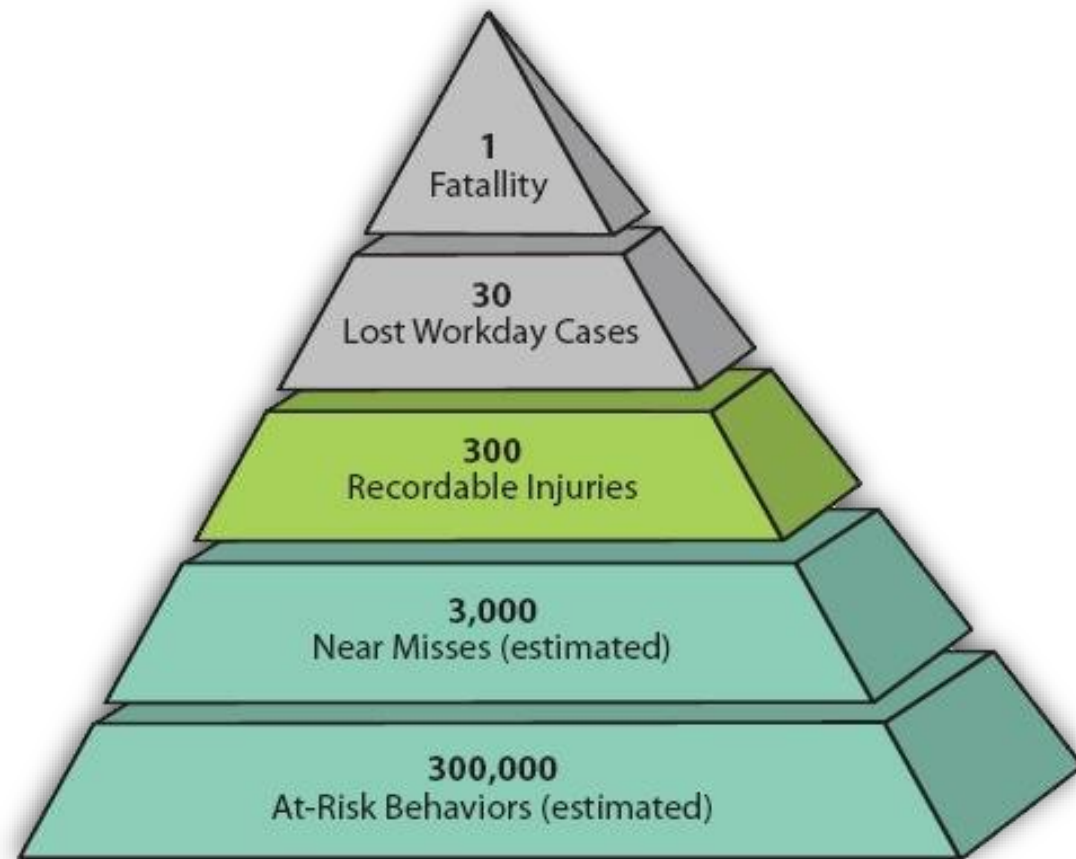 1
Fatallity
30
Lost Workday Cases
300
Recordable Injuries
3,000
Near Misses (estimated)
300,000
At-Risk Behaviors (estimated)